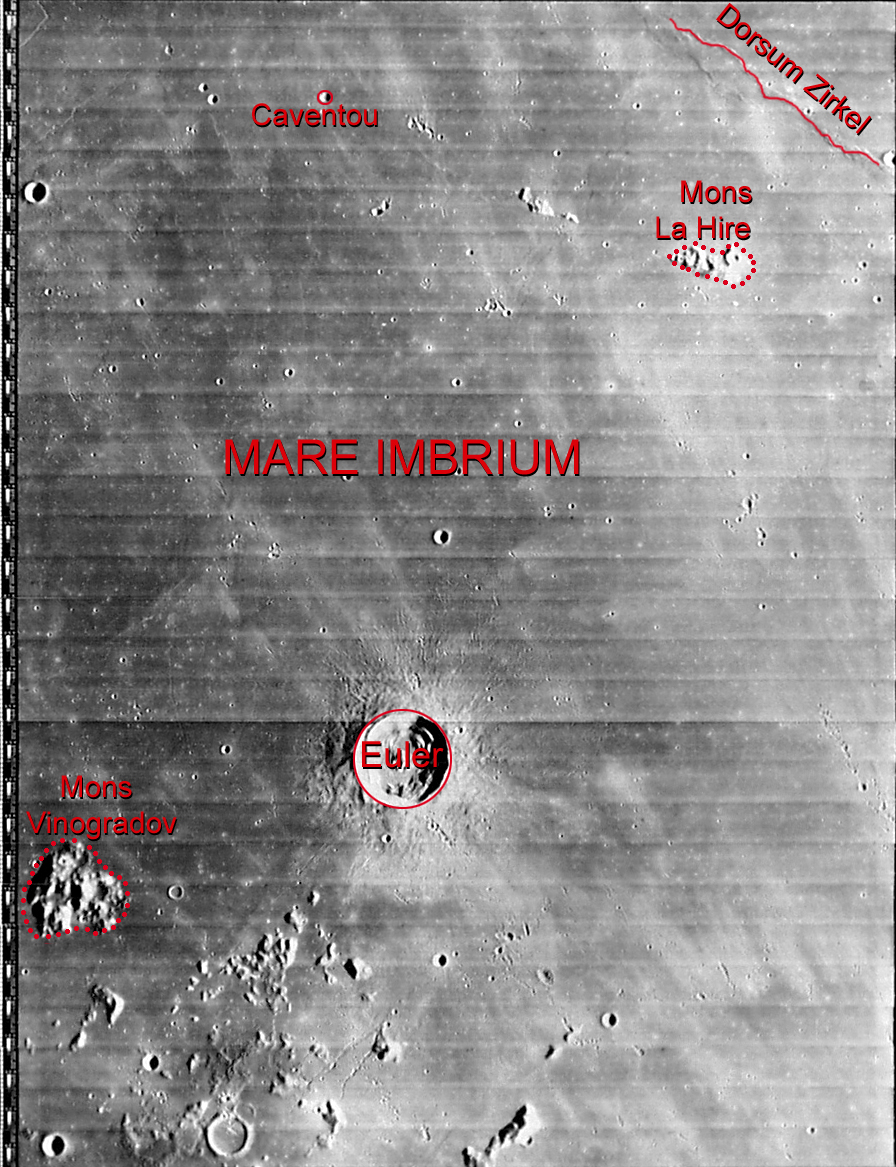 Dorsum Zirkel
Caventou
Mons
La Hire
MARE IMBRIUM
Euler
Mons
Vinogradov